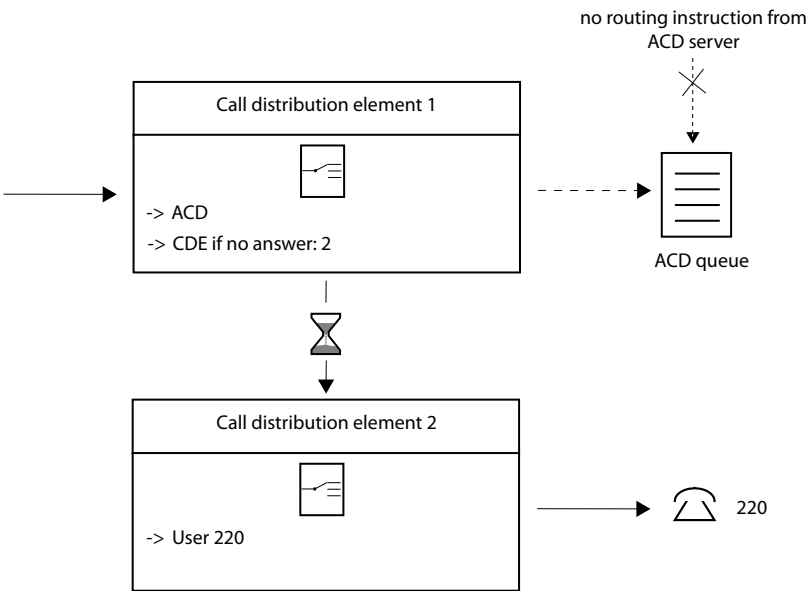 no routing instruction from
ACD server
Call distribution element 1
-> ACD
-> CDE if no answer: 2
ACD queue
Call distribution element 2
-> User 220
220